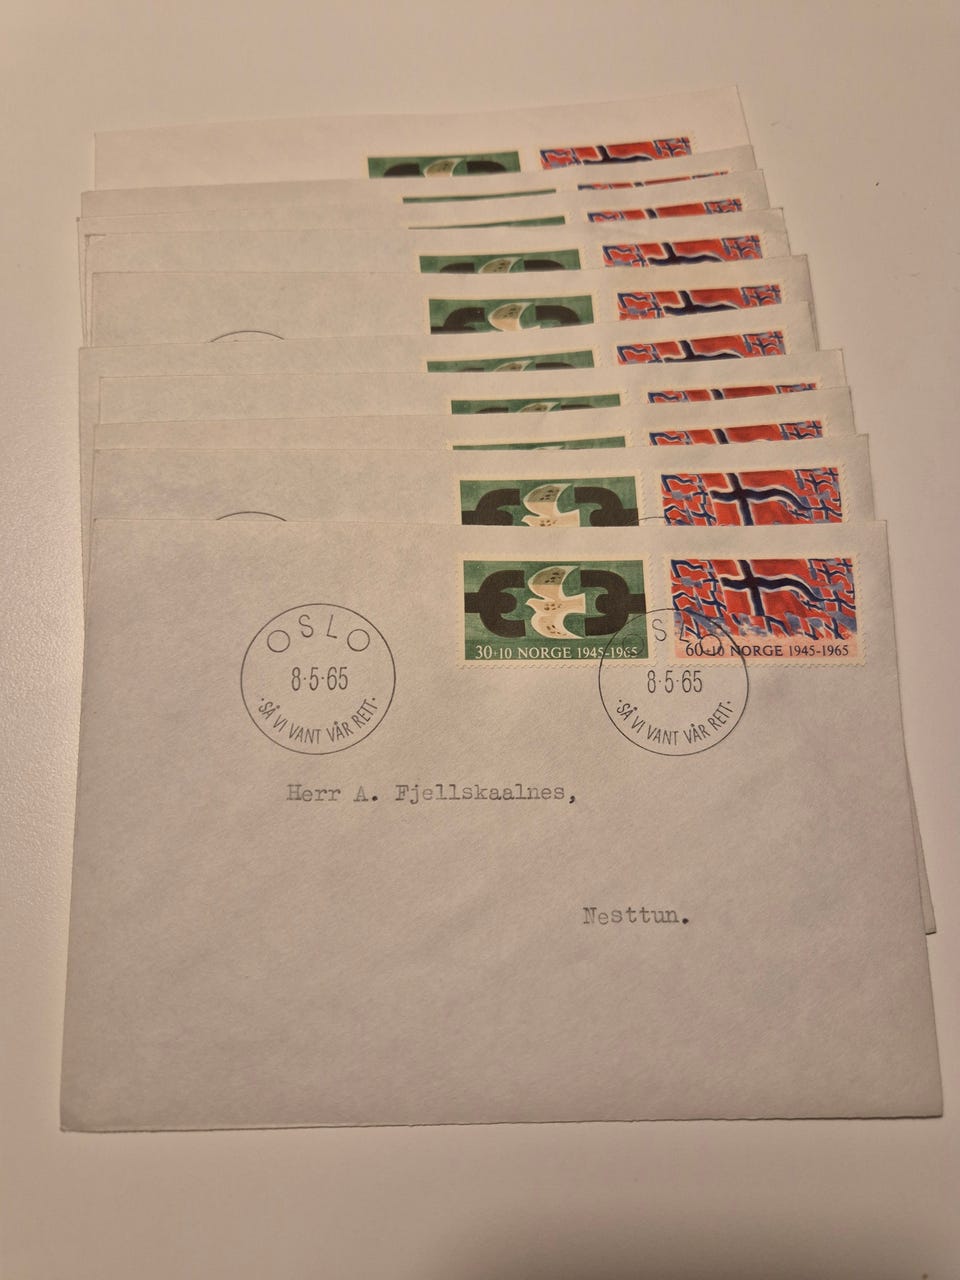 30+10 NORGE 1945-1965
60+10 NORGE 1945-1965
OSLO
8·5·65
·SÅ VI VANT VÅR RETT·
OSLO
8·5·65
·SÅ VI VANT VÅR RETT·
Herr A. Fjellskaalnes,
Nesttun.